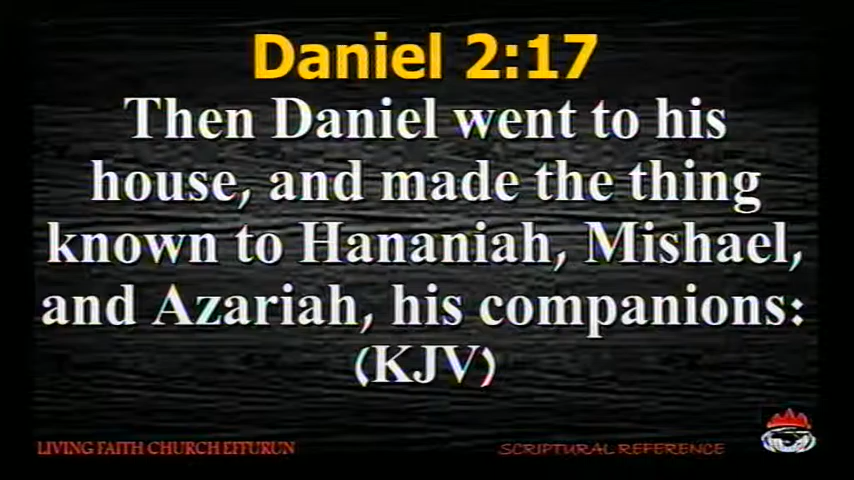 Daniel 2:17
Then Daniel went to his
house, and made the thing
known to Hananiah, Mishael,
and Azariah, his companions:
(KJV)
LIVING FAITH CHURCH EFFURUN
SCRIPTURAL REFERENCE